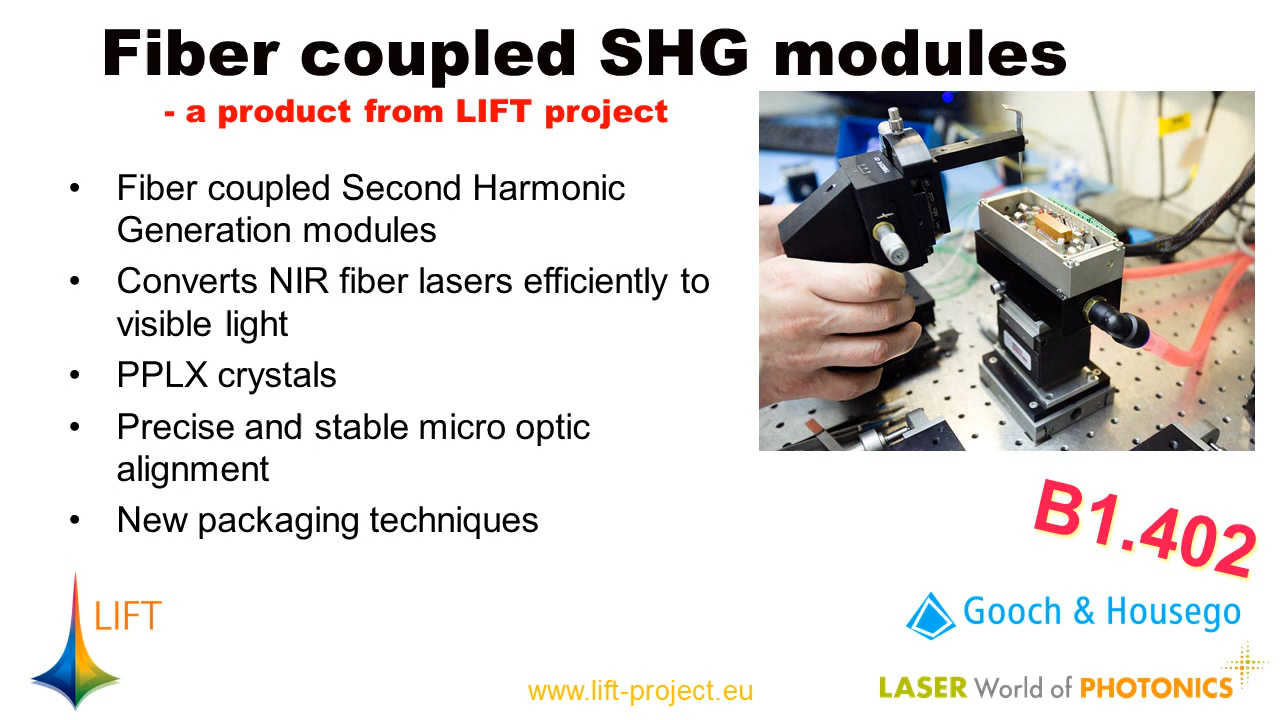 Fiber coupled SHG modules
- a product from LIFT project
• Fiber coupled Second Harmonic
Generation modules
• Converts NIR fiber lasers efficiently to
visible light
• PPLX crystals
• Precise and stable micro optic
alignment
• New packaging techniques
B1.402
LIFT
Gooch & Housego
www.lift-project.eu
LASER World of PHOTONICS